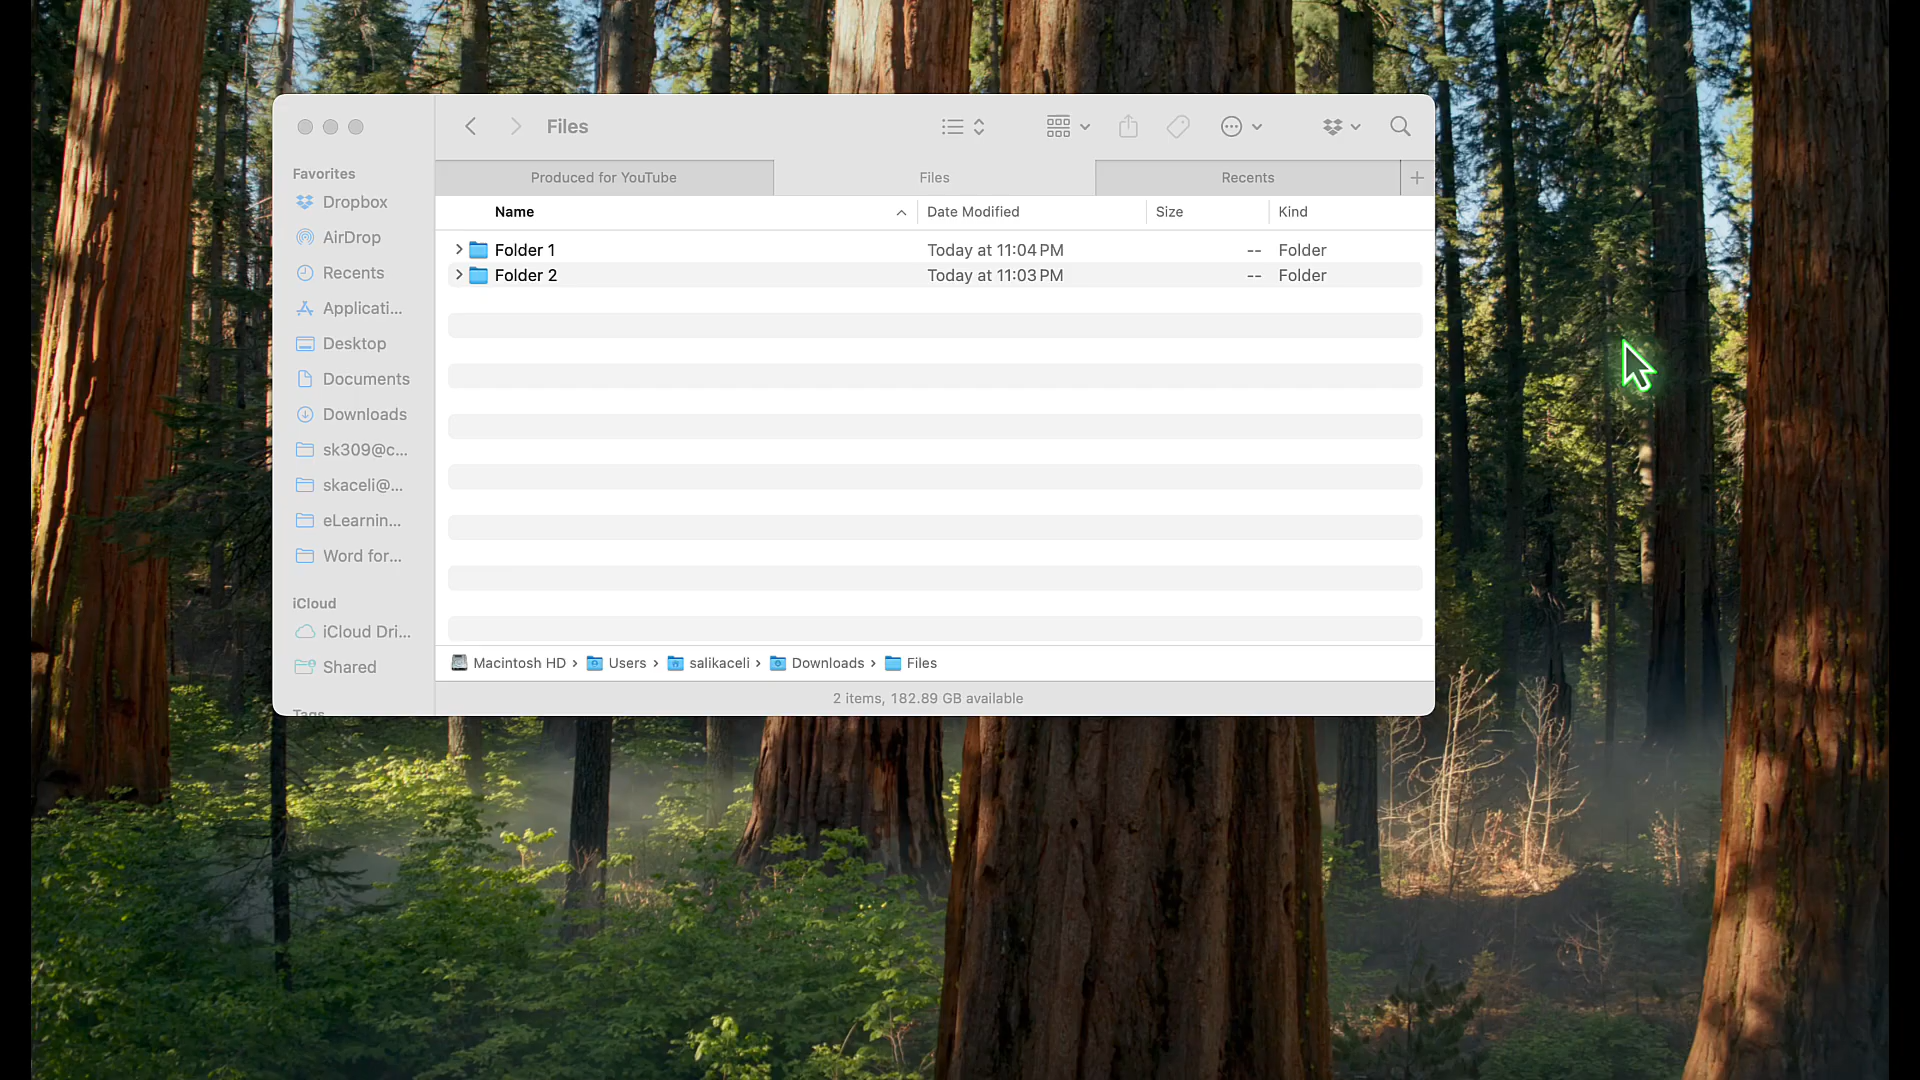 Files
Produced for YouTube
Files
Recents
Favorites
Dropbox
AirDrop
Recents
Applicati...
Desktop
Documents
Downloads
sk309@c...
skaceli@...
eLearnin...
Word for...
iCloud
iCloud Dri...
Shared
Tags
Name Date Modified Size Kind
Folder 1 Today at 11:04 PM -- Folder
Folder 2 Today at 11:03 PM -- Folder
Macintosh HD › Users › salikaceli › Downloads › Files
2 items, 182.89 GB available